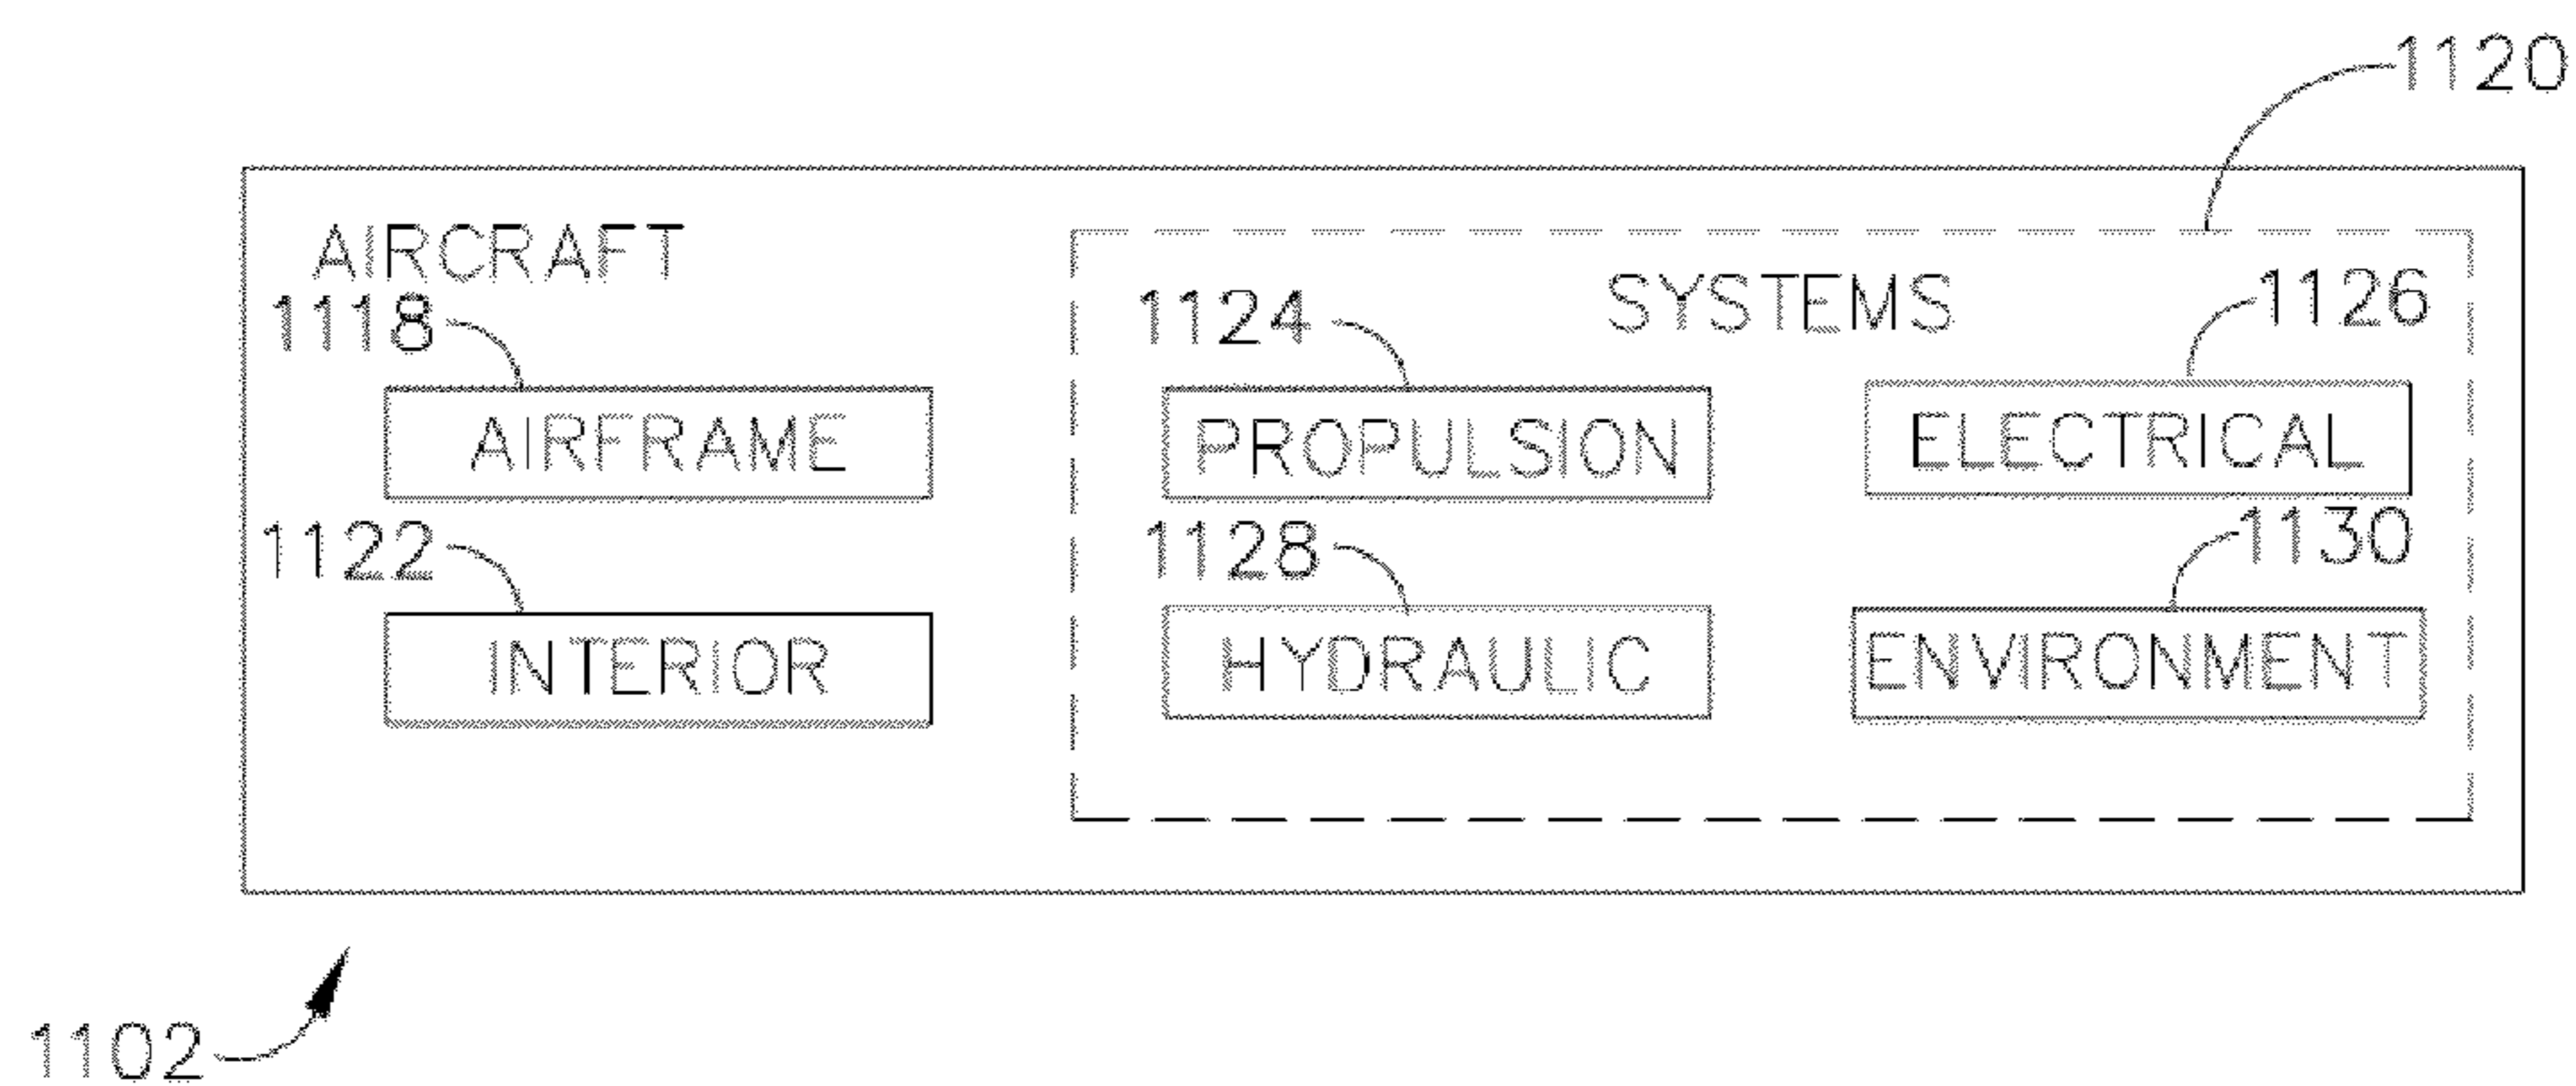 1120
AIRCRAFT
SYSTEMS
1118
1124
1126
AIRFRAME
PROPULSION
ELECTRICAL
1122
1128
1130
INTERIOR
HYDRAULIC
ENVIRONMENT
1102